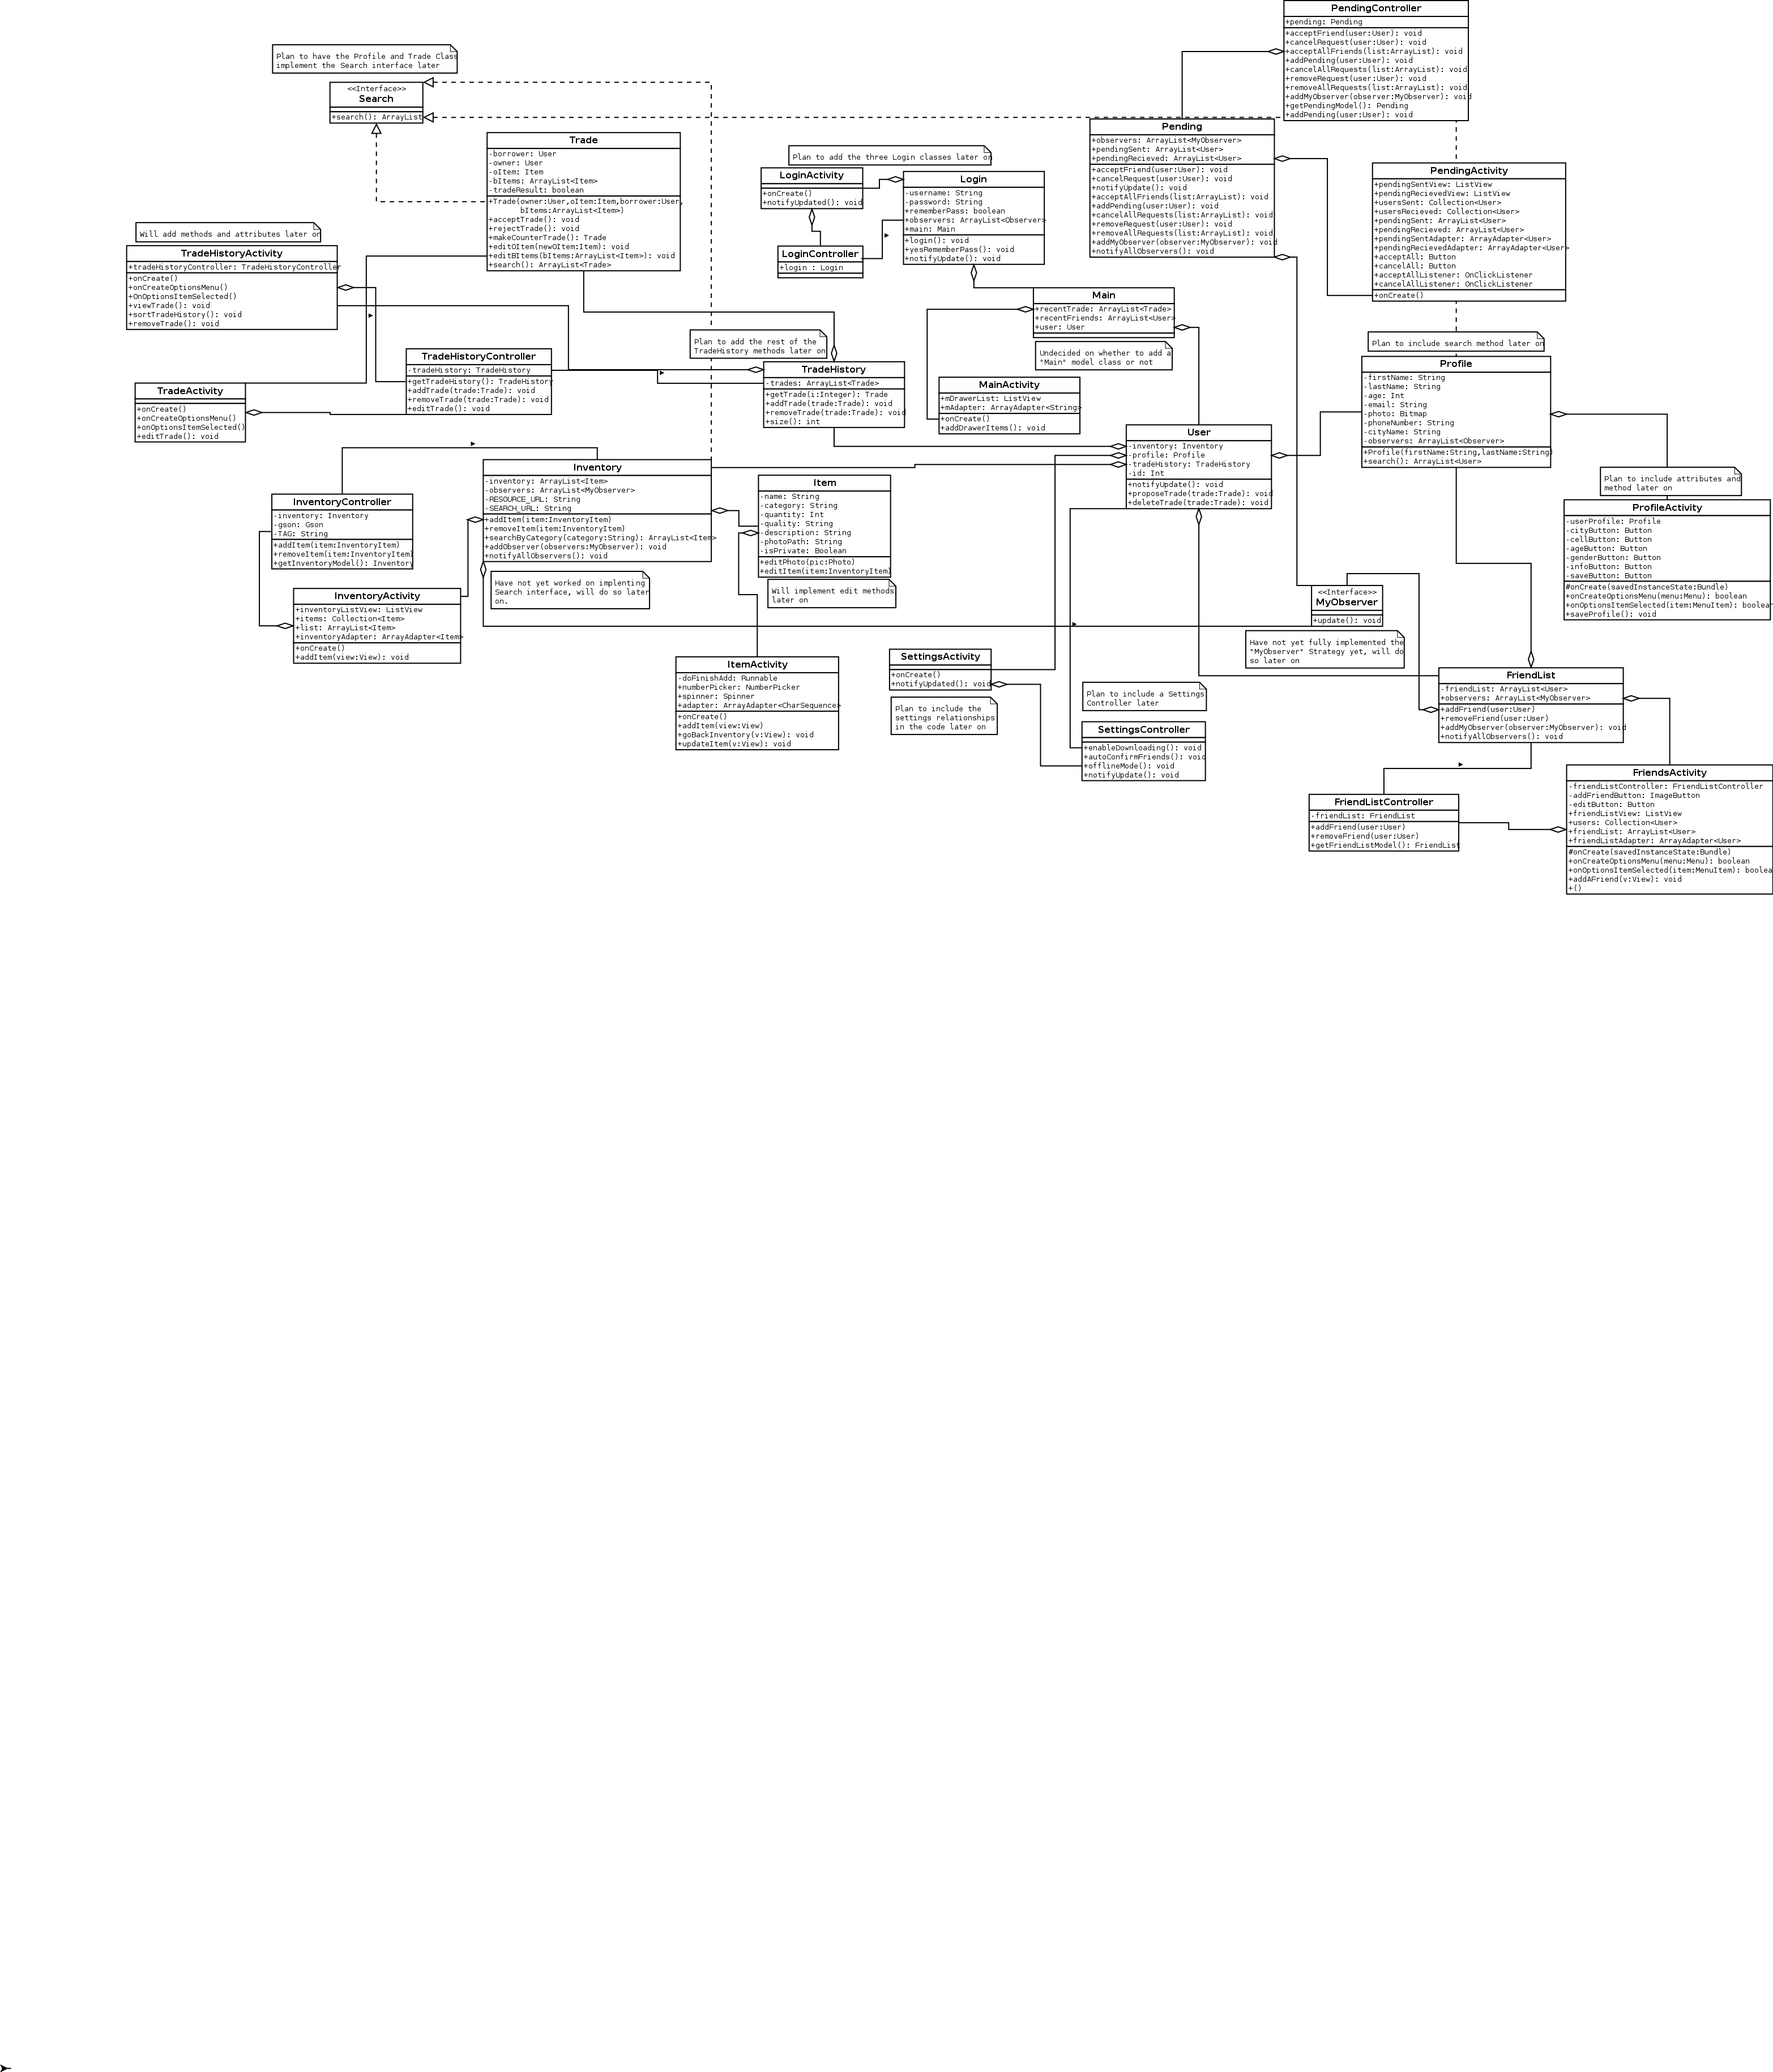 PendingController
+pending: Pending
+acceptFriend(user:User): void
+cancelRequest(user:User): void
+acceptAllFriends(list:ArrayList): void
+addPending(user:User): void
+cancelAllRequests(list:ArrayList): void
+removeRequest(user:User): void
+removeAllRequests(list:ArrayList): void
+addMyObserver(observer:MyObserver): void
+getPendingModel(): Pending
+addPending(user:User): void
Plan to have the Profile and Trade Class
implement the Search interface later
<<Interface>>
Search
+search(): ArrayList
Trade
-borrower: User
-owner: User
-oItem: Item
-bItems: ArrayList<Item>
-tradeResult: boolean
+Trade(owner:User,oItem:Item,borrower:User,
bItems:ArrayList<Item>)
+acceptTrade(): void
+rejectTrade(): void
+makeCounterTrade(): Trade
+editOItem(newOItem:Item): void
+editBItems(bItems:ArrayList<Item>): void
+search(): ArrayList<Trade>
Plan to add the three Login classes later on
LoginActivity
+onCreate()
+notifyUpdated(): void
Login
-username: String
-password: String
+rememberPass: boolean
+observers: ArrayList<Observer>
+main: Main
+login(): void
+yesRememberPass(): void
+notifyUpdate(): void
LoginController
+login : Login
Pending
+observers: ArrayList<MyObserver>
+pendingSent: ArrayList<User>
+pendingRecieved: ArrayList<User>
+acceptFriend(user:User): void
+cancelRequest(user:User): void
+notifyUpdate(): void
+acceptAllFriends(list:ArrayList): void
+addPending(user:User): void
+cancelAllRequests(list:ArrayList): void
+removeRequest(user:User): void
+removeAllRequests(list:ArrayList): void
+addMyObserver(observer:MyObserver): void
+notifyAllObservers(): void
PendingActivity
+pendingSentView: ListView
+pendingRecievedView: ListView
+usersSent: Collection<User>
+usersRecieved: Collection<User>
+pendingSent: ArrayList<User>
+pendingRecieved: ArrayList<User>
+pendingSentAdapter: ArrayAdapter<User>
+pendingRecievedAdapter: ArrayAdapter<User>
+acceptAll: Button
+cancelAll: Button
+acceptAllListener: OnClickListener
+cancelAllListener: OnClickListener
+onCreate()
Will add methods and attributes later on
TradeHistoryActivity
+tradeHistoryController: TradeHistoryController
+onCreate()
+onCreateOptionsMenu()
+OnOptionsItemSelected()
+viewTrade(): void
+sortTradeHistory(): void
+removeTrade(): void
Main
+recentTrade: ArrayList<Trade>
+recentFriends: ArrayList<User>
+user: User
Undecided on whether to add a
"Main" model class or not
Plan to add the rest of the
TradeHistory methods later on
TradeHistoryController
-tradeHistory: TradeHistory
+getTradeHistory(): TradeHistory
+addTrade(trade:Trade): void
+removeTrade(trade:Trade): void
+editTrade(): void
TradeHistory
-trades: ArrayList<Trade>
+getTrade(i::Integer): Trade
+addTrade(trade:Trade): void
+removeTrade(trade:Trade): void
+size(): int
TradeActivity
+onCreate()
+onCreateOptionsMenu()
+onOptionsItemSelected()
+editTrade(): void
MainActivity
+mDrawerList: ListView
+mAdapter: ArrayAdapter<String>
+onCreate()
+addDrawerItems(): void
Plan to include search method later on
Profile
-firstName: String
-lastName: String
-age: Int
-email: String
-photo: Bitmap
-phoneNumber: String
-cityName: String
-observers: ArrayList<Observer>
+Profile(firstName:String,lastName:String)
+search(): ArrayList<User>
User
-inventory: Inventory
-profile: Profile
-tradeHistory: TradeHistory
-id: Int
+notifyUpdate(): void
+proposeTrade(trade:Trade): void
+deleteTrade(trade:Trade): void
Inventory
-inventory: ArrayList<Item>
-observers: ArrayList<MyObserver>
-RESOURCE_URL: String
-SEARCH_URL: String
+addItem(item:InventoryItem)
+removeItem(item:InventoryItem)
+searchByCategory(category:String): ArrayList<Item>
+addObserver(observers:MyObserver): void
+notifyAllObservers(): void
Item
-name: String
-category: String
-quantity: Int
-quality: String
-description: String
-photoPath: String
-isPrivate: Boolean
+editPhoto(pic:Photo)
+editItem(item:InventoryItem)
InventoryController
-inventory: Inventory
-gson: Gson
-TAG: String
+addItem(item:InventoryItem)
+removeItem(item:InventoryItem)
+getInventoryModel(): Inventory
Plan to include attributes and
method later on
ProfileActivity
-userProfile: Profile
-cityButton: Button
-cellButton: Button
-ageButton: Button
-genderButton: Button
-infoButton: Button
-saveButton: Button
#onCreate(savedInstanceState:Bundle)
+onCreateOptionsMenu(menu:Menu): boolean
+onOptionsItemSelected(item:MenuItem): boolean
+saveProfile(): void
Have not yet worked on implenting
Search interface, will do so later
on.
Will implement edit methods
later on
InventoryActivity
+inventoryListView: ListView
+items: Collection<Item>
+list: ArrayList<Item>
+inventoryAdapter: ArrayAdapter<Item>
+onCreate()
+addItem(view:View): void
<<Interface>>
MyObserver
+update(): void
Have not yet fully implemented the
"MyObserver" Strategy yet, will do
so later on
ItemActivity
-doFinishAdd: Runnable
+numberPicker: NumberPicker
+spinner: Spinner
+adapter: ArrayAdapter<CharSequence>
+onCreate()
+addItem(view:View)
+goBackInventory(v:View): void
+updateItem(v:View): void
SettingsActivity
+onCreate()
+notifyUpdated(): void
Plan to include the
settings relationships
in the code later on
Plan to include a Settings
Controller later
SettingsController
+enableDownloading(): void
+autoConfirmFriends(): void
+offlineMode(): void
+notifyUpdate(): void
FriendList
-friendList: ArrayList<User>
+observers: ArrayList<MyObserver>
+addFriend(user:User)
+removeFriend(user:User)
+addMyObserver(observer:MyObserver): void
+notifyAllObservers(): void
FriendListController
-friendList: FriendList
+addFriend(user:User)
+removeFriend(user:User)
+getFriendListModel(): FriendList
FriendsActivity
-friendListController: FriendListController
-addFriendButton: ImageButton
-editButton: Button
+friendListView: ListView
+users: Collection<User>
+friendList: ArrayList<User>
+friendListAdapter: ArrayAdapter<User>
#onCreate(savedInstanceState:Bundle)
+onCreateOptionsMenu(menu:Menu): boolean
+onOptionsItemSelected(item:MenuItem): boolea
+addAFriend(v:View): void
+()